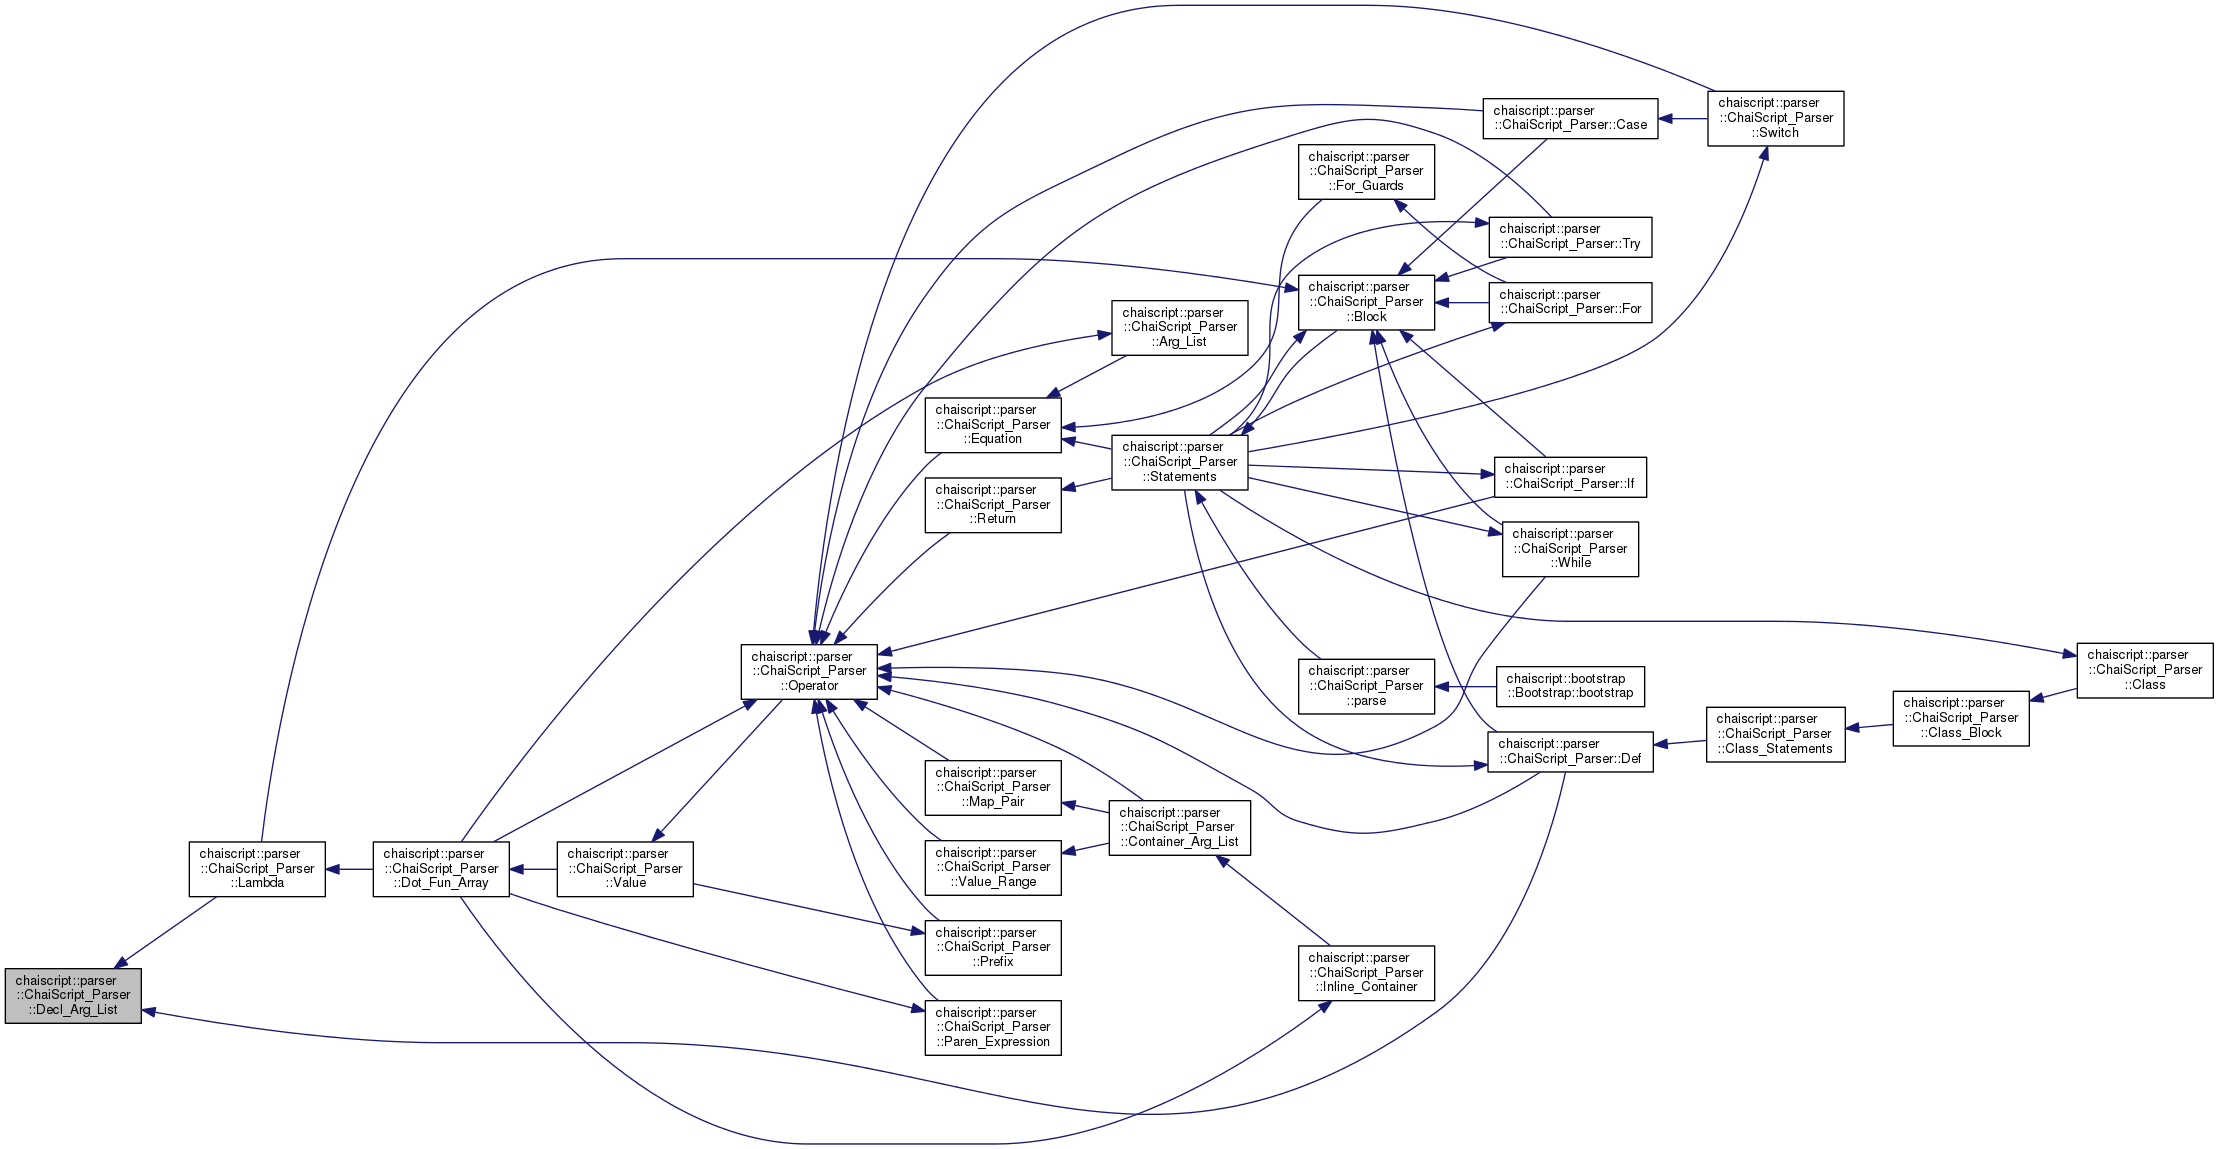 chaiscript::parser
::ChaiScript_Parser
::Decl_Arg_List
chaiscript::parser
::ChaiScript_Parser
::Lambda
chaiscript::parser
::ChaiScript_Parser
::Dot_Fun_Array
chaiscript::parser
::ChaiScript_Parser
::Value
chaiscript::parser
::ChaiScript_Parser
::Operator
chaiscript::parser
::ChaiScript_Parser
::Equation
chaiscript::parser
::ChaiScript_Parser
::Return
chaiscript::parser
::ChaiScript_Parser
::Map_Pair
chaiscript::parser
::ChaiScript_Parser
::Value_Range
chaiscript::parser
::ChaiScript_Parser
::Prefix
chaiscript::parser
::ChaiScript_Parser
::Paren_Expression
chaiscript::parser
::ChaiScript_Parser
::Arg_List
chaiscript::parser
::ChaiScript_Parser
::Statements
chaiscript::parser
::ChaiScript_Parser
::Container_Arg_List
chaiscript::parser
::ChaiScript_Parser
::For_Guards
chaiscript::parser
::ChaiScript_Parser
::Block
chaiscript::parser
::ChaiScript_Parser
::parse
chaiscript::parser
::ChaiScript_Parser
::Inline_Container
chaiscript::parser
::ChaiScript_Parser::Case
chaiscript::parser
::ChaiScript_Parser::Try
chaiscript::parser
::ChaiScript_Parser::For
chaiscript::parser
::ChaiScript_Parser::If
chaiscript::parser
::ChaiScript_Parser
::While
chaiscript::bootstrap
::Bootstrap::bootstrap
chaiscript::parser
::ChaiScript_Parser::Def
chaiscript::parser
::ChaiScript_Parser
::Switch
chaiscript::parser
::ChaiScript_Parser
::Class_Statements
chaiscript::parser
::ChaiScript_Parser
::Class_Block
chaiscript::parser
::ChaiScript_Parser
::Class